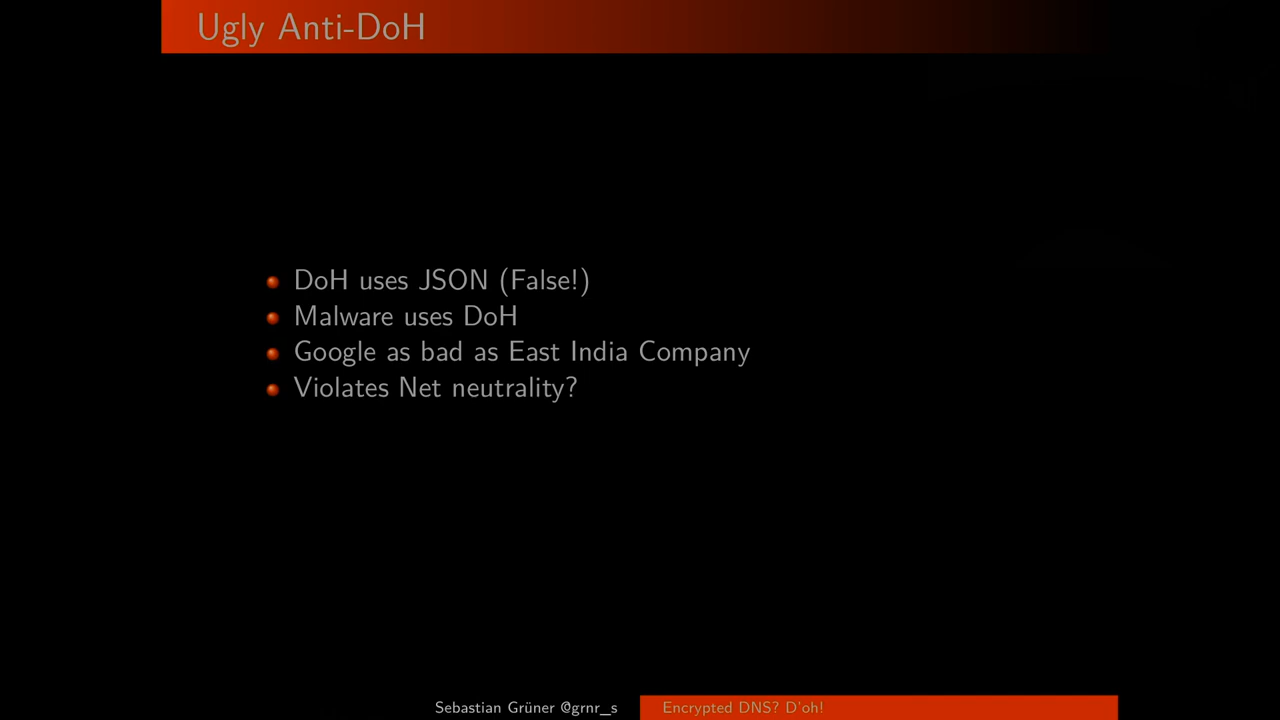 Ugly Anti-DoH
DoH uses JSON (False!)
Malware uses DoH
Google as bad as East India Company
Violates Net neutrality?
Sebastian Grüner @grnr_s
Encrypted DNS? D'oh!